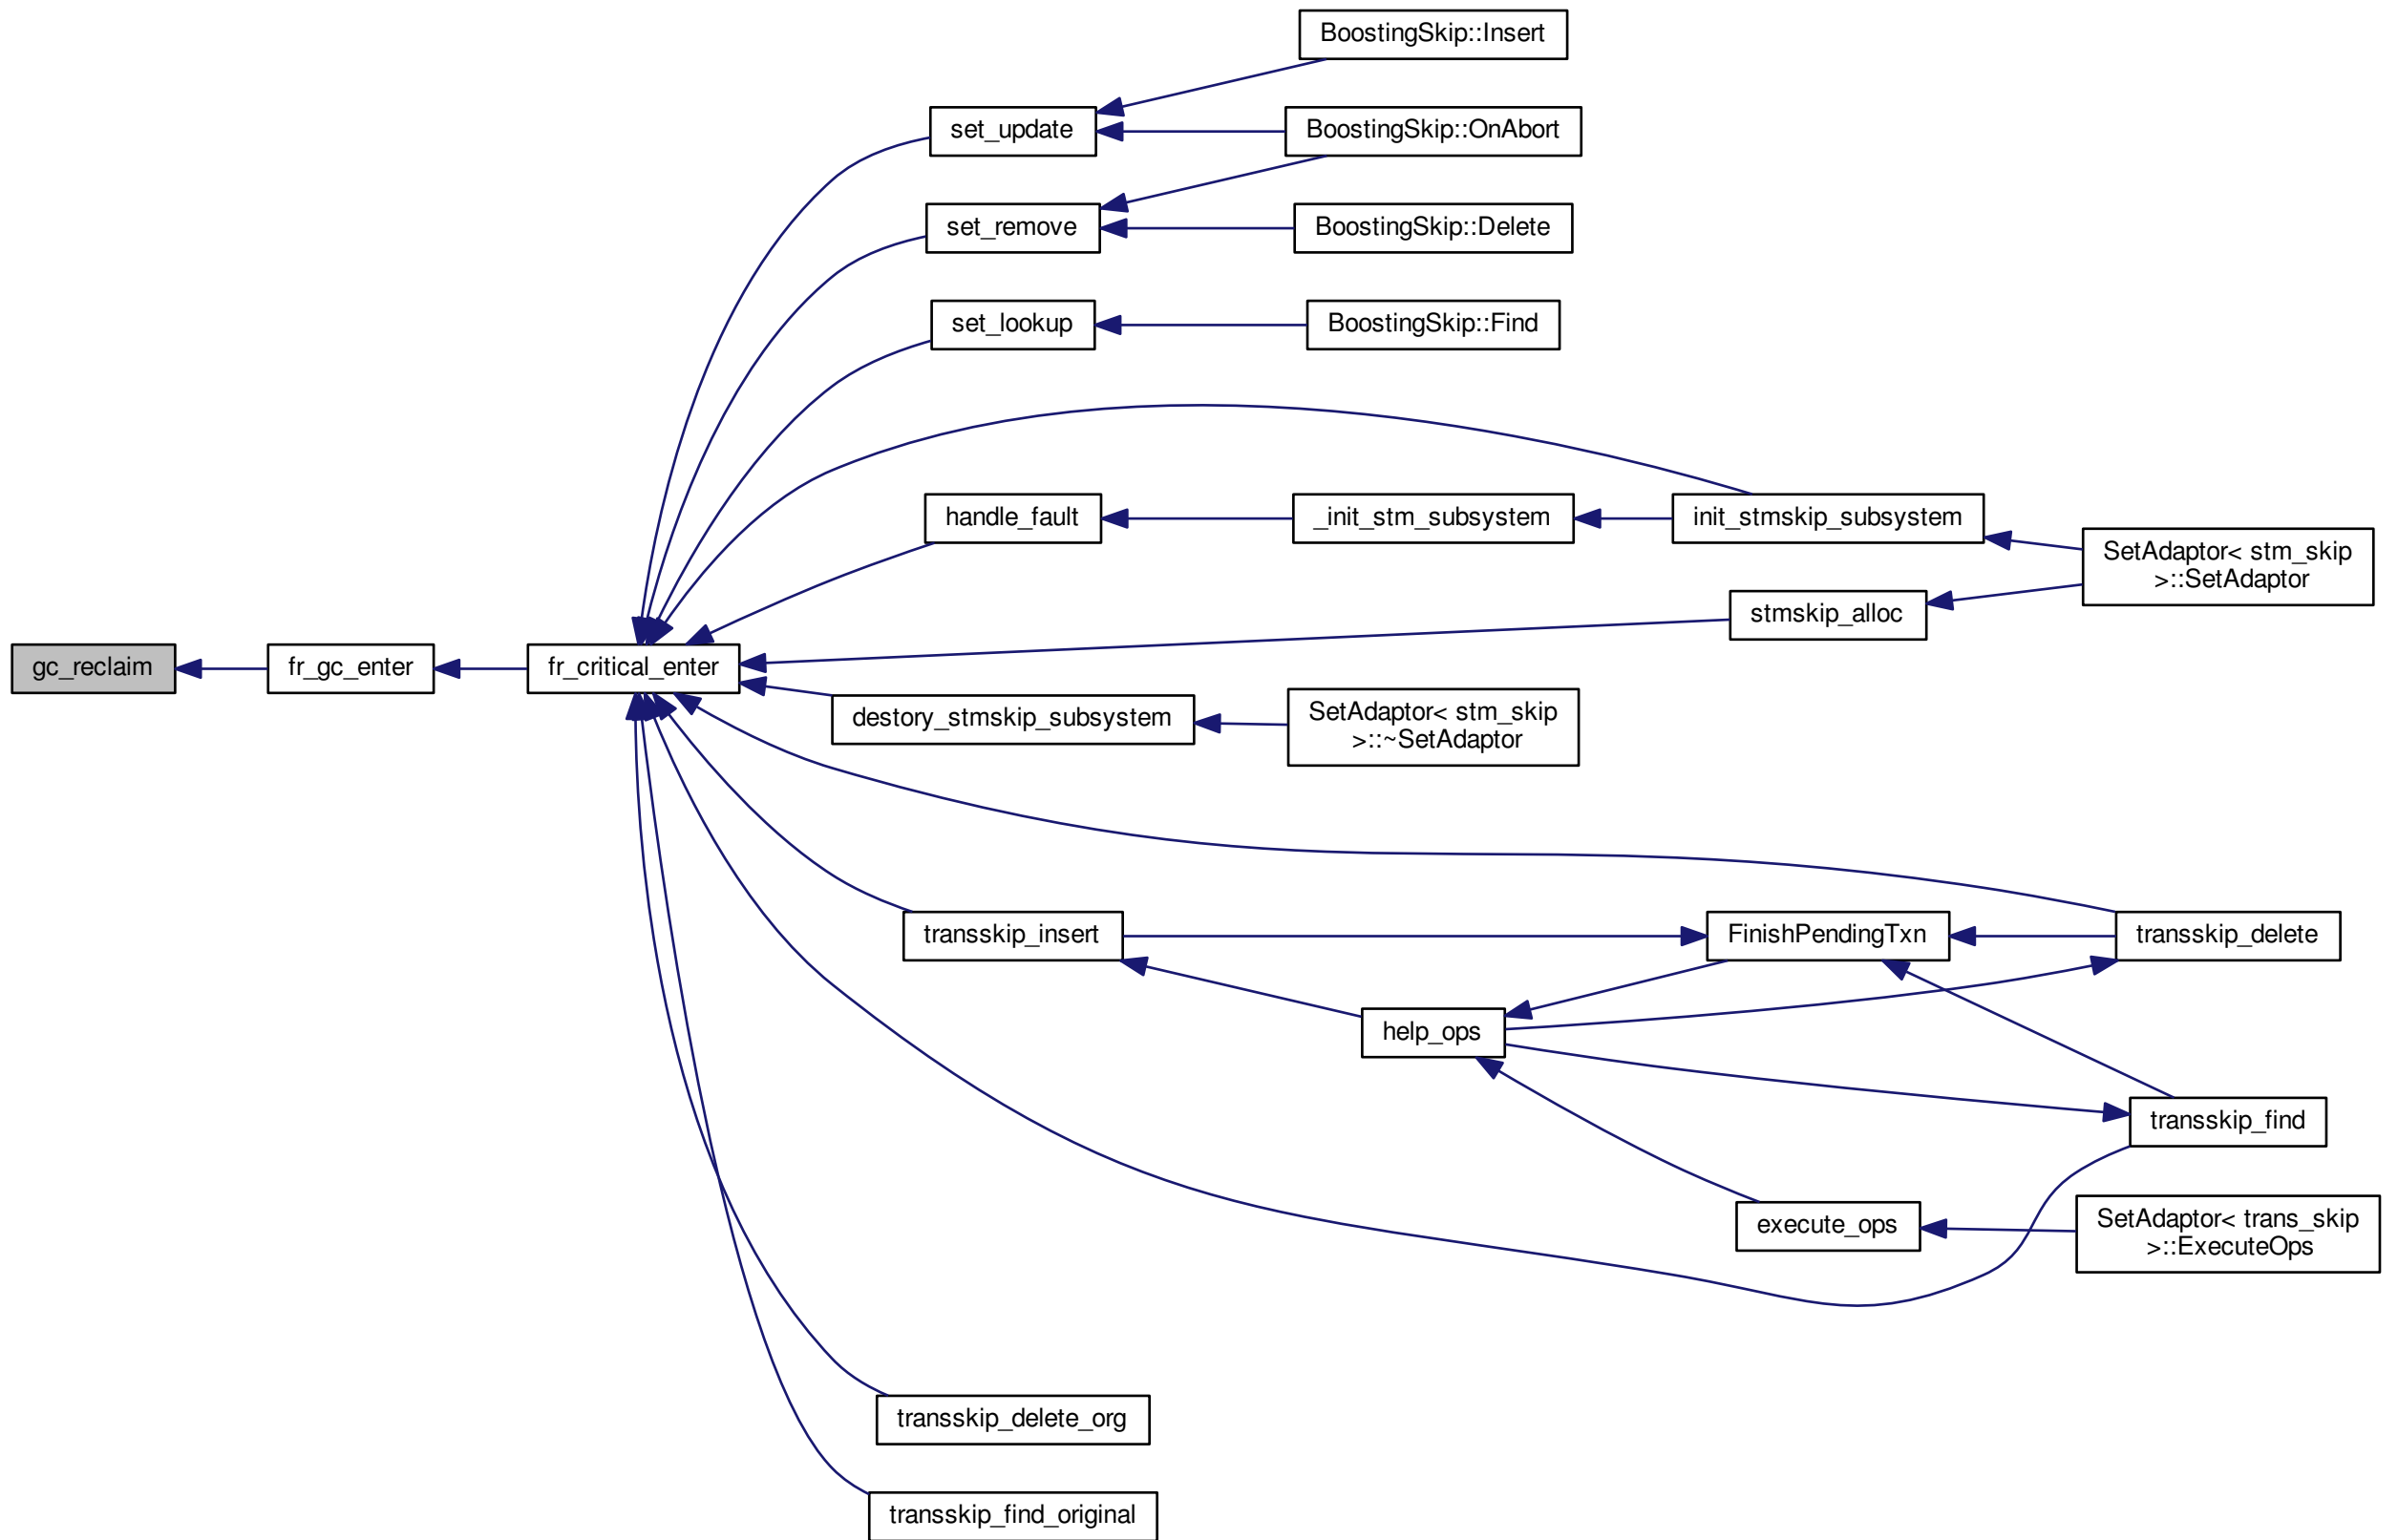 BoostingSkip::Insert
set_update
BoostingSkip::OnAbort
set_remove
BoostingSkip::Delete
set_lookup
BoostingSkip::Find
handle_fault
_init_stm_subsystem
init_stmskip_subsystem
SetAdaptor< stm_skip
>::SetAdaptor
stmskip_alloc
gc_reclaim
fr_gc_enter
fr_critical_enter
destory_stmskip_subsystem
SetAdaptor< stm_skip
>::~SetAdaptor
transskip_insert
FinishPendingTxn
transskip_delete
help_ops
transskip_find
execute_ops
SetAdaptor< trans_skip
>::ExecuteOps
transskip_delete_org
transskip_find_original